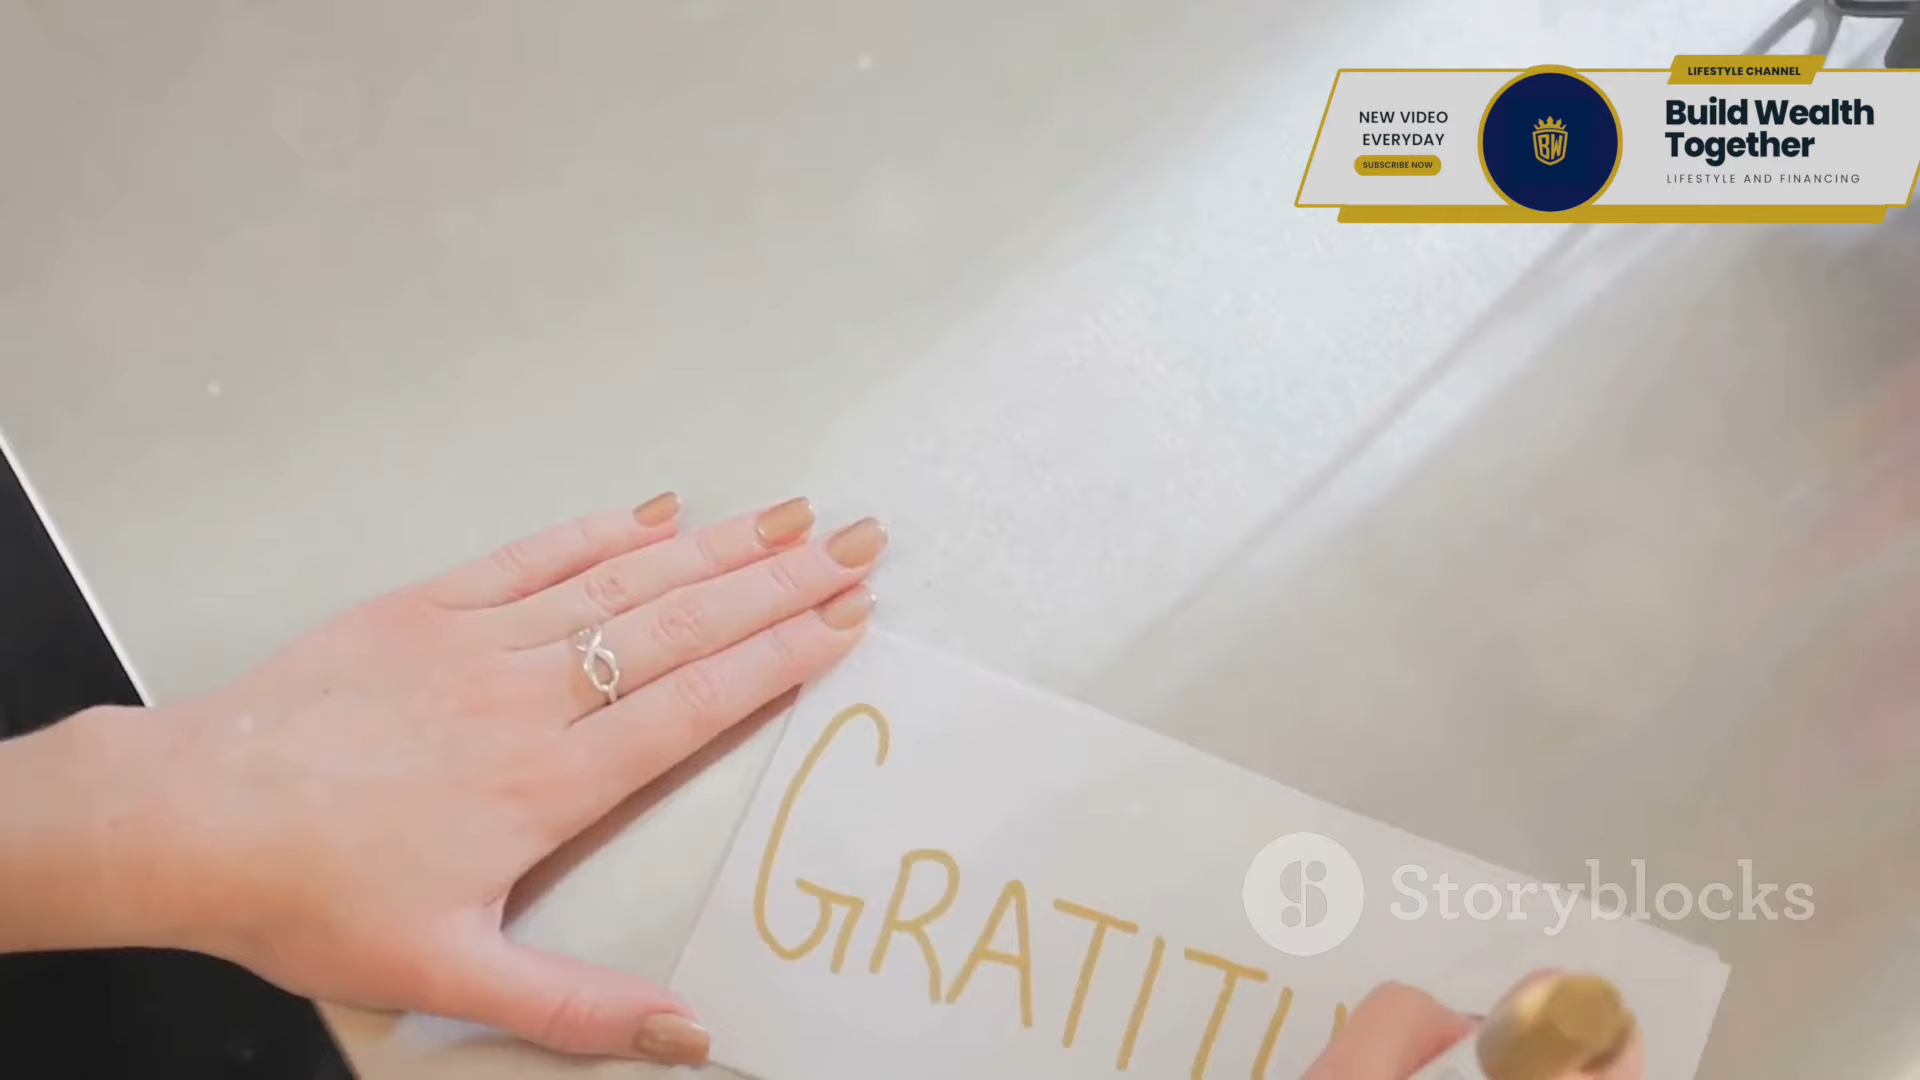 LIFESTYLE CHANNEL
NEW VIDEO
EVERYDAY
SUBSCRIBE NOW
BW
Build Wealth
Together
LIFESTYLE AND FINANCING
GRATITU
Storyblocks